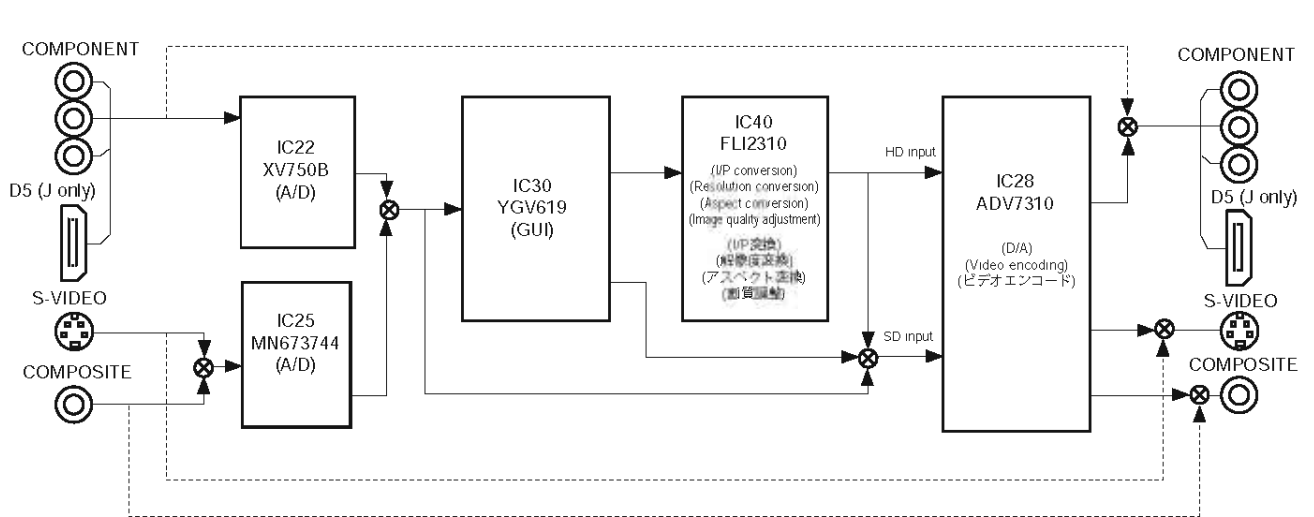 COMPONENT
D5 (J only)
S-VIDEO
COMPOSITE
IC22
XV750B
(A/D)
IC25
MN673744
(A/D)
IC30
YGV619
(GUI)
IC40
FLI2310
(I/P conversion)
(Resolution conversion)
(Aspect conversion)
(Image quality adjustment)
(I/P変換)
(解像度変換)
(アスペクト変換)
(画質調整)
HD input
SD input
IC28
ADV7310
(D/A)
(Video encoding)
(ビデオエンコード)
COMPONENT
D5 (J only)
S-VIDEO
COMPOSITE